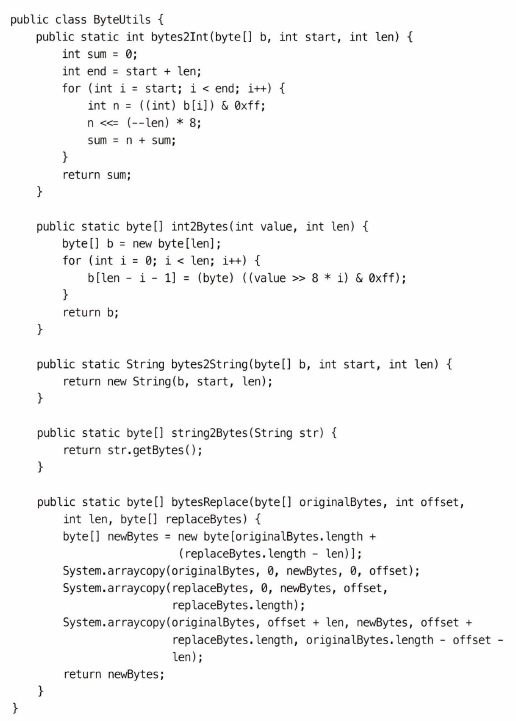 public class ByteUtils {
    public static int bytes2Int(byte[] b, int start, int len) {
        int sum = 0;
        int end = start + len;
        for (int i = start; i < end; i++) {
            int n = ((int) b[i]) & 0xff;
            n <<= (--len) * 8;
            sum = n + sum;
        }
        return sum;
    }

    public static byte[] int2Bytes(int value, int len) {
        byte[] b = new byte[len];
        for (int i = 0; i < len; i++) {
            b[len - i - 1] = (byte) ((value >> 8 * i) & 0xff);
        }
        return b;
    }

    public static String bytes2String(byte[] b, int start, int len) {
        return new String(b, start, len);
    }

    public static byte[] string2Bytes(String str) {
        return str.getBytes();
    }

    public static byte[] bytesReplace(byte[] originalBytes, int offset,
        int len, byte[] replaceBytes) {
        byte[] newBytes = new byte[originalBytes.length +
                         (replaceBytes.length - len)];
        System.arraycopy(originalBytes, 0, newBytes, 0, offset);
        System.arraycopy(replaceBytes, 0, newBytes, offset,
                        replaceBytes.length);
        System.arraycopy(originalBytes, offset + len, newBytes, offset +
                        replaceBytes.length, originalBytes.length - offset -
                        len);
        return newBytes;
    }
}